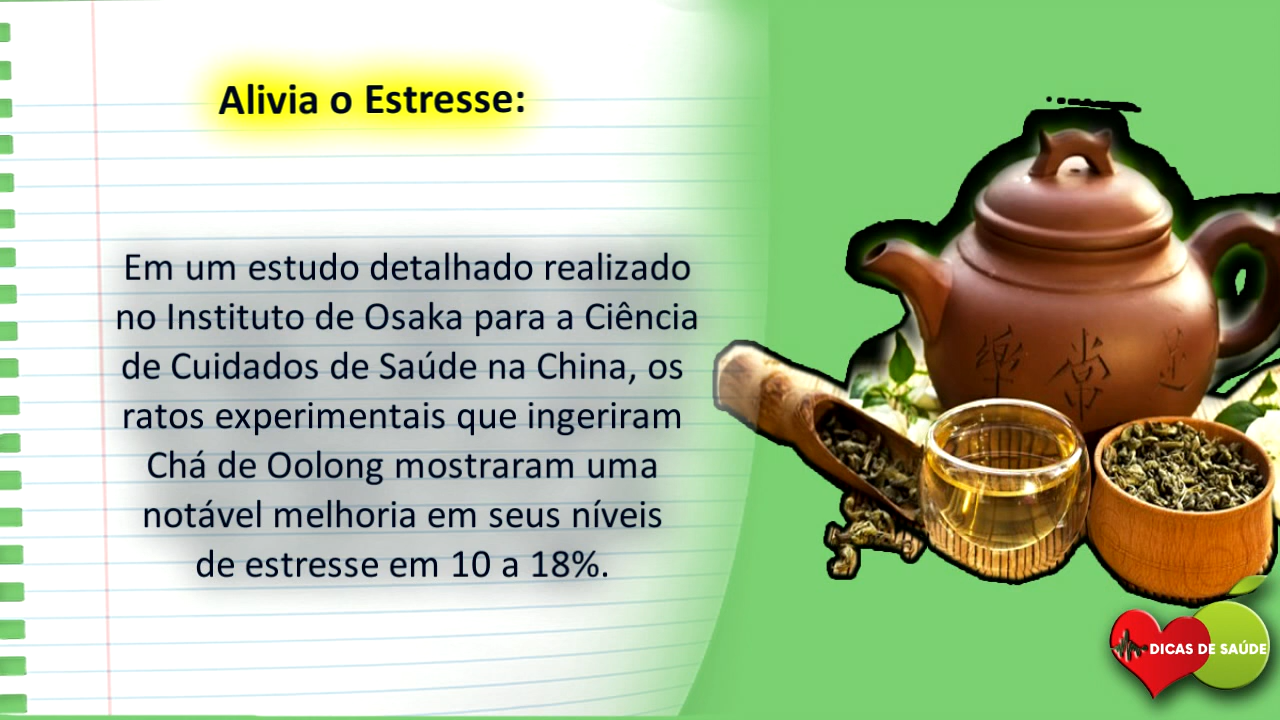 Alivia o Estresse:
Em um estudo detalhado realizado
no Instituto de Osaka para a Ciência
de Cuidados de Saúde na China, os
ratos experimentais que ingeriram
Chá de Oolong mostraram uma
notável melhoria em seus níveis
de estresse em 10 a 18%.
常
DICAS DE SAÚDE